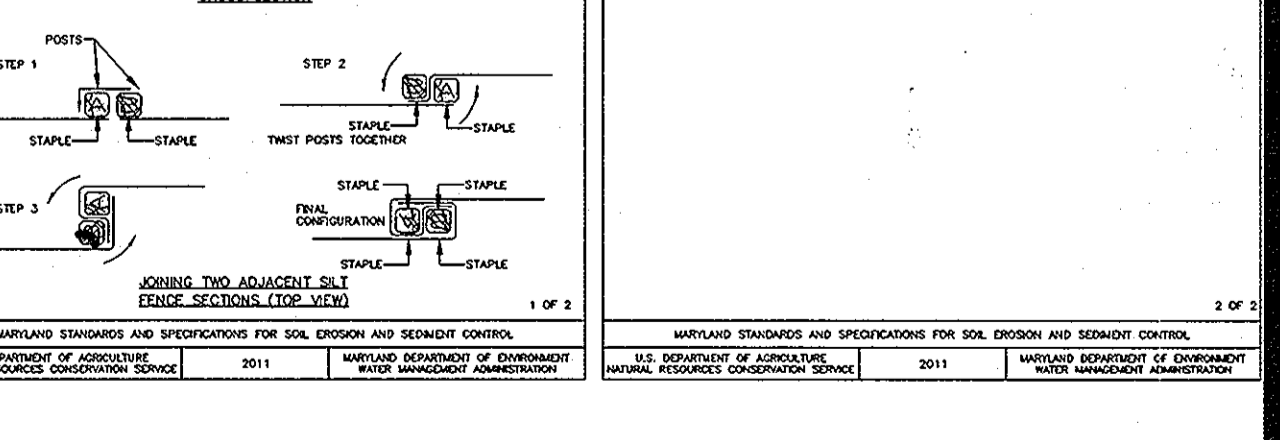 POSTS
STEP 1
STAPLE
STAPLE
STEP 2
STAPLE
STAPLE
TWIST POSTS TOGETHER
STEP 3
STAPLE
STAPLE
FINAL
CONFIGURATION
STAPLE
STAPLE
JOINING TWO ADJACENT SILT
FENCE SECTIONS (TOP VIEW)
1 OF 2
MARYLAND STANDARDS AND SPECIFICATIONS FOR SOIL EROSION AND SEDIMENT CONTROL
PARTMENT OF AGRICULTURE
OURCES CONSERVATION SERVICE
2011
MARYLAND DEPARTMENT OF ENVIRONMENT
WATER MANAGEMENT ADMINISTRATION
2 OF 2
MARYLAND STANDARDS AND SPECIFICATIONS FOR SOIL EROSION AND SEDIMENT CONTROL
U.S. DEPARTMENT OF AGRICULTURE
NATURAL RESOURCES CONSERVATION SERVICE
2011
MARYLAND DEPARTMENT OF ENVIRONMENT
WATER MANAGEMENT ADMINISTRATION